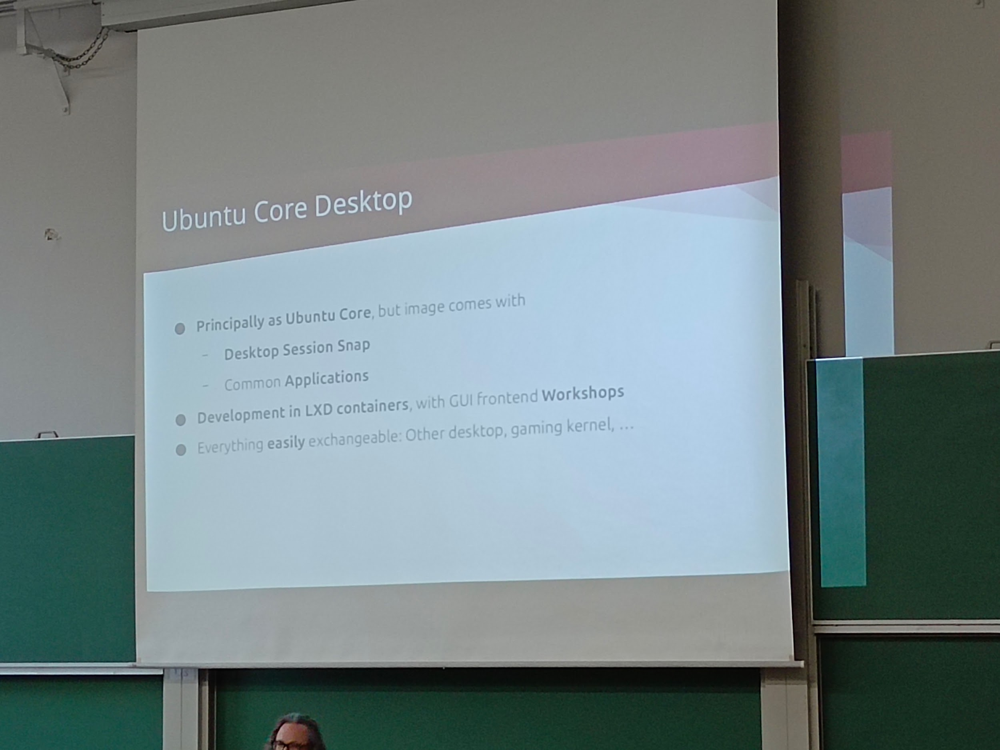 Ubuntu Core Desktop
Principally as Ubuntu Core, but image comes with
– Desktop Session Snap
– Common Applications
Development in LXD containers, with GUI frontend Workshops
Everything easily exchangeable: Other desktop, gaming kernel, ...